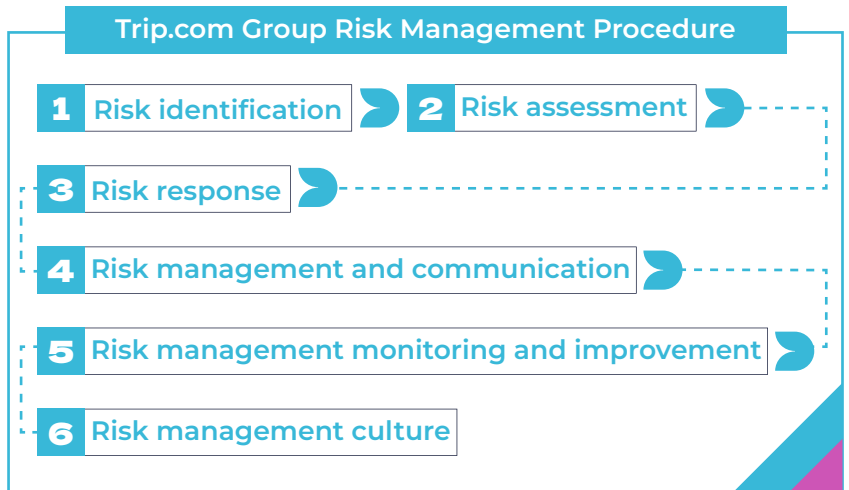 Trip.com Group Risk Management Procedure
1 Risk identification 2 Risk assessment
3 Risk response
4 Risk management and communication
5 Risk management monitoring and improvement
6 Risk management culture